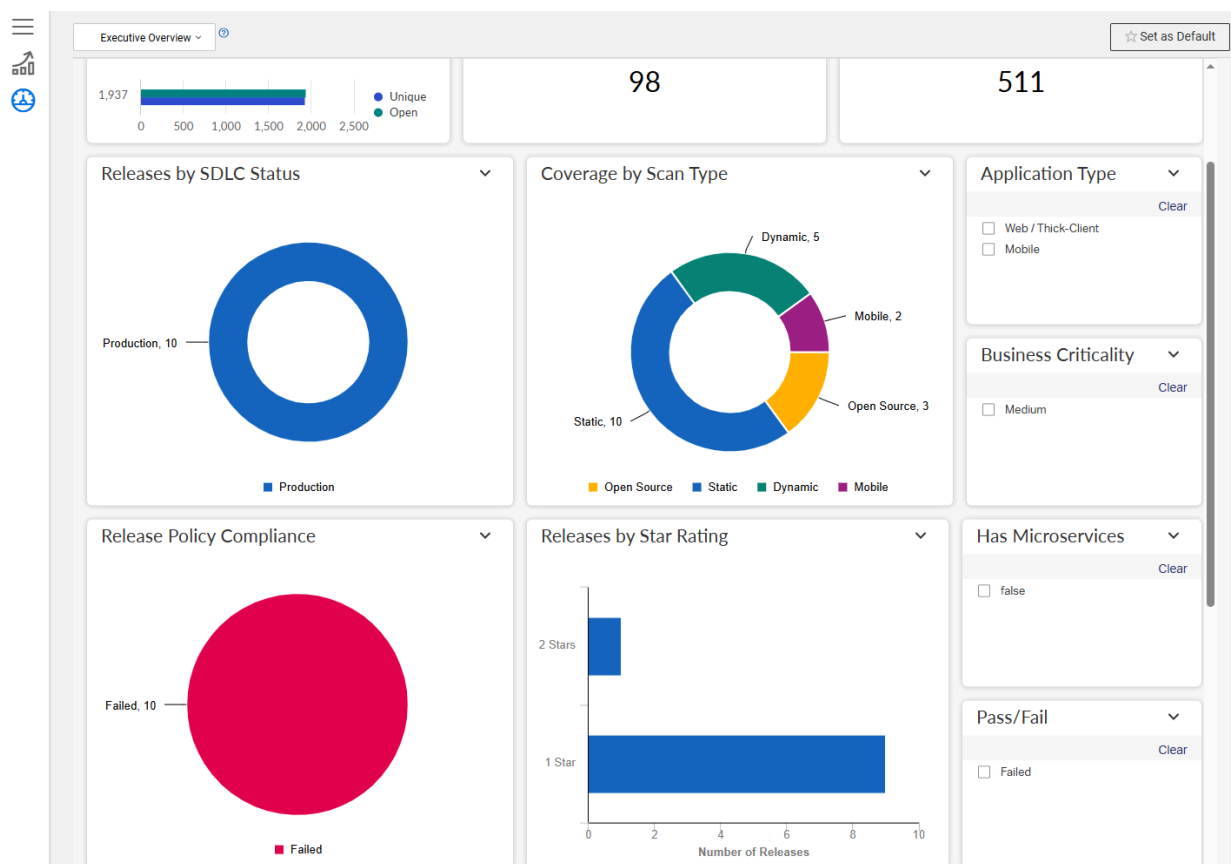 Executive Overview
Set as Default
1,937
0 500 1,000 1,500 2,000 2,500
Unique
Open
98
511
Releases by SDLC Status
Production, 10
Production
Coverage by Scan Type
Dynamic, 5
Mobile, 2
Open Source, 3
Static, 10
Open Source Static Dynamic Mobile
Application Type
Clear
Web / Thick-Client
Mobile
Business Criticality
Clear
Medium
Release Policy Compliance
Failed, 10
Failed
Releases by Star Rating
2 Stars
1 Star
0 2 4 6 8 10
Number of Releases
Has Microservices
Clear
false
Pass/Fail
Clear
Failed